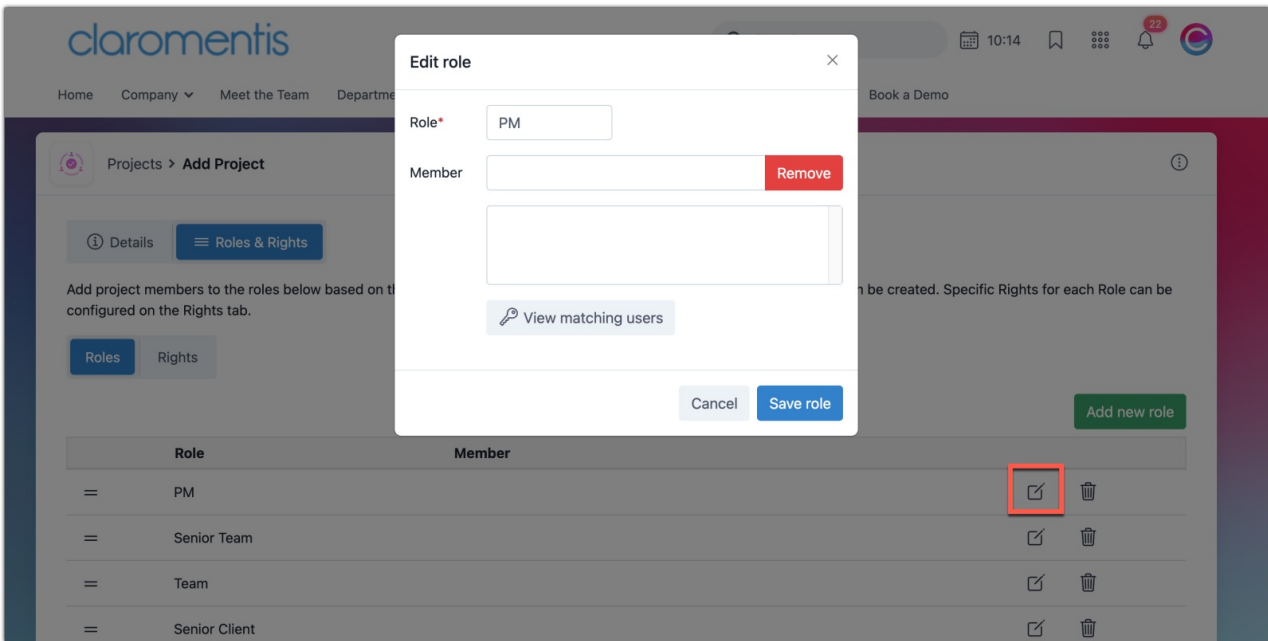 claromentis
10:14
22
Home Company Meet the Team Departme Book a Demo
Projects > Add Project
Details
Roles & Rights
Add project members to the roles below based on th
n be created. Specific Rights for each Role can be
configured on the Rights tab.
Roles
Rights
Add new role
Edit role
Role*
PM
Member
Remove
View matching users
Cancel
Save role
Role Member
PM
Senior Team
Team
Senior Client